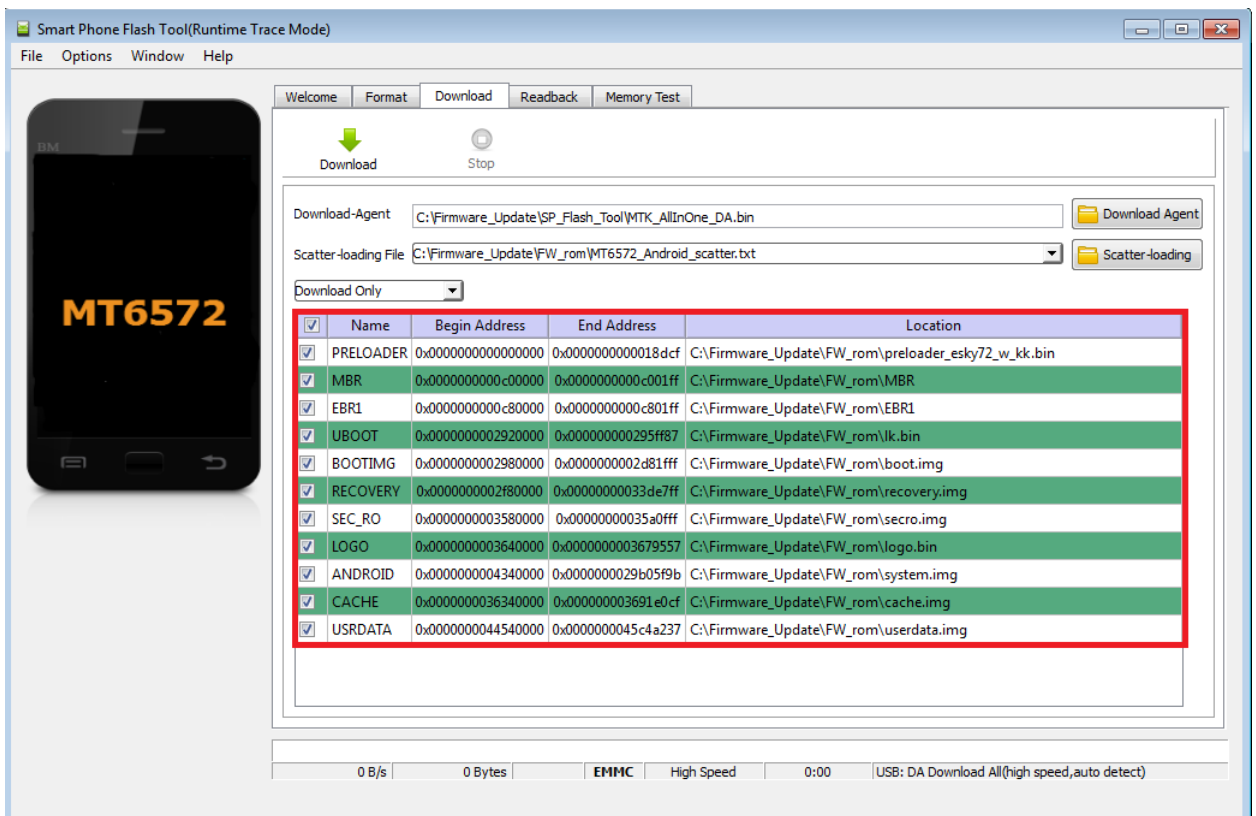 Smart Phone Flash Tool(Runtime Trace Mode)
File Options Window Help
Welcome Format Download Readback Memory Test
BM
MT6572
Download Stop
Download-Agent C:\Firmware_Update\SP_Flash_Tool\MTK_AllInOne_DA.bin Download Agent
Scatter-loading File C:\Firmware_Update\FW_rom\MT6572_Android_scatter.txt Scatter-loading
Download Only
Name Begin Address End Address Location
PRELOADER 0x0000000000000000 0x0000000000018dcf C:\Firmware_Update\FW_rom\preloader_esky72_w_kk.bin
MBR 0x0000000000c00000 0x0000000000c001ff C:\Firmware_Update\FW_rom\MBR
EBR1 0x0000000000c80000 0x0000000000c801ff C:\Firmware_Update\FW_rom\EBR1
UBOOT 0x0000000002920000 0x000000000295ff87 C:\Firmware_Update\FW_rom\lk.bin
BOOTIMG 0x0000000002980000 0x0000000002d81fff C:\Firmware_Update\FW_rom\boot.img
RECOVERY 0x0000000002f80000 0x00000000033de7ff C:\Firmware_Update\FW_rom\recovery.img
SEC_RO 0x0000000003580000 0x00000000035a0fff C:\Firmware_Update\FW_rom\secro.img
LOGO 0x0000000003640000 0x0000000003679557 C:\Firmware_Update\FW_rom\logo.bin
ANDROID 0x0000000004340000 0x0000000029b05f9b C:\Firmware_Update\FW_rom\system.img
CACHE 0x0000000036340000 0x000000003691e0cf C:\Firmware_Update\FW_rom\cache.img
USRDATA 0x0000000044540000 0x0000000045c4a237 C:\Firmware_Update\FW_rom\userdata.img
0 B/s 0 Bytes EMMC High Speed 0:00 USB: DA Download All(high speed,auto detect)